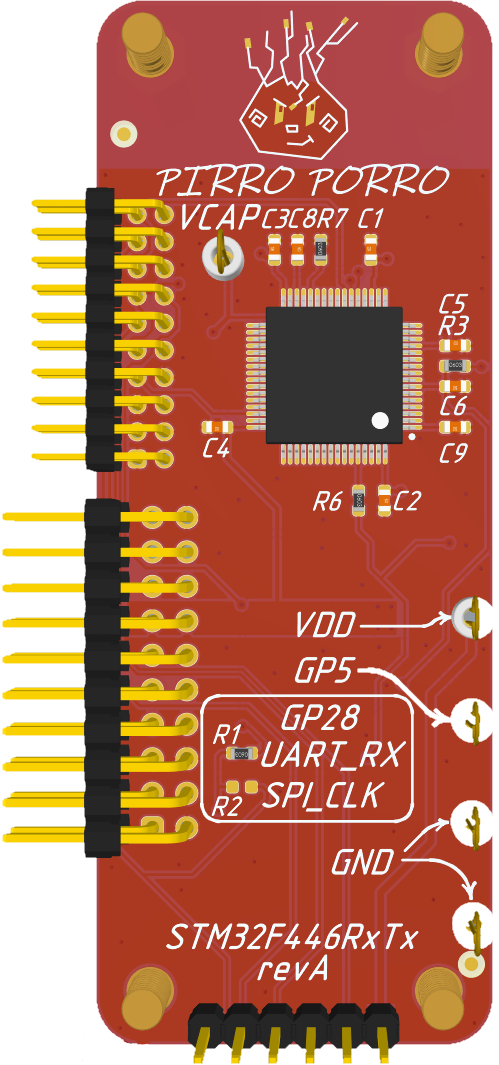 PIRRO PORRO
VCAP C3 C8 R7 C1
C5
R3
C6
C4
C9
R6 C2
VDD
GP5
GP28
R1
UART_RX
R2
SPI_CLK
GND
STM32F446RxTx
revA